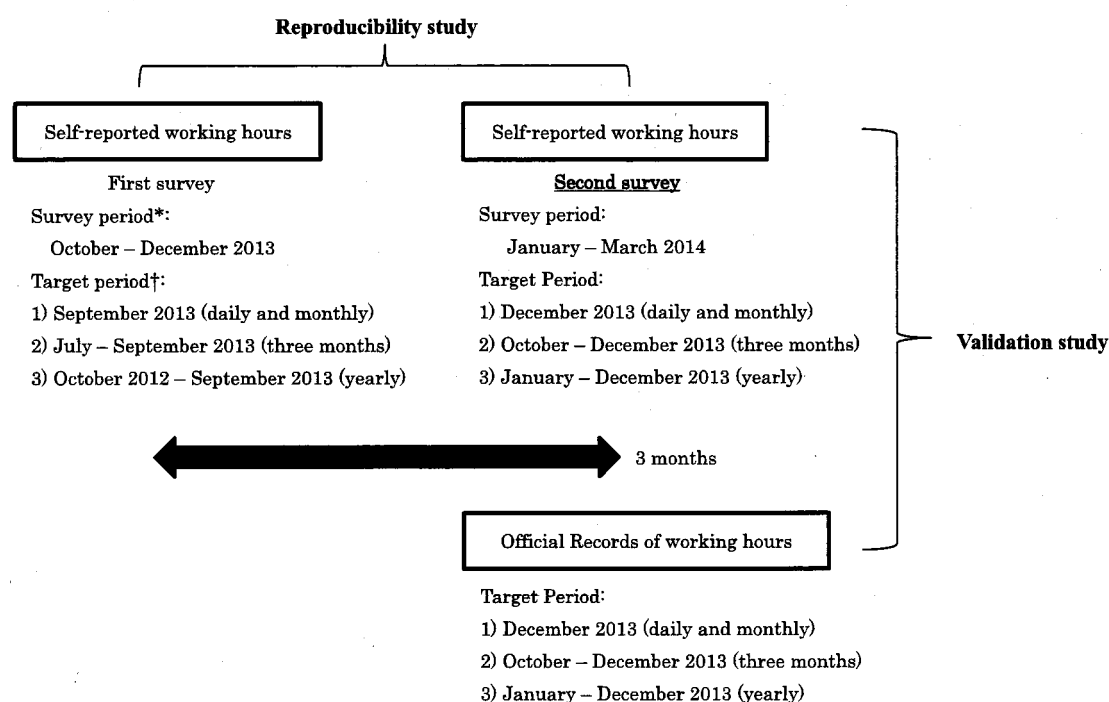 Reproducibility study
Self-reported working hours
First survey
Survey period*:
October – December 2013
Target period†:
1) September 2013 (daily and monthly)
2) July – September 2013 (three months)
3) October 2012 – September 2013 (yearly)
Self-reported working hours
Second survey
Survey period:
January – March 2014
Target Period:
1) December 2013 (daily and monthly)
2) October – December 2013 (three months)
3) January – December 2013 (yearly)
Validation study
3 months
Official Records of working hours
Target Period:
1) December 2013 (daily and monthly)
2) October – December 2013 (three months)
3) January – December 2013 (yearly)